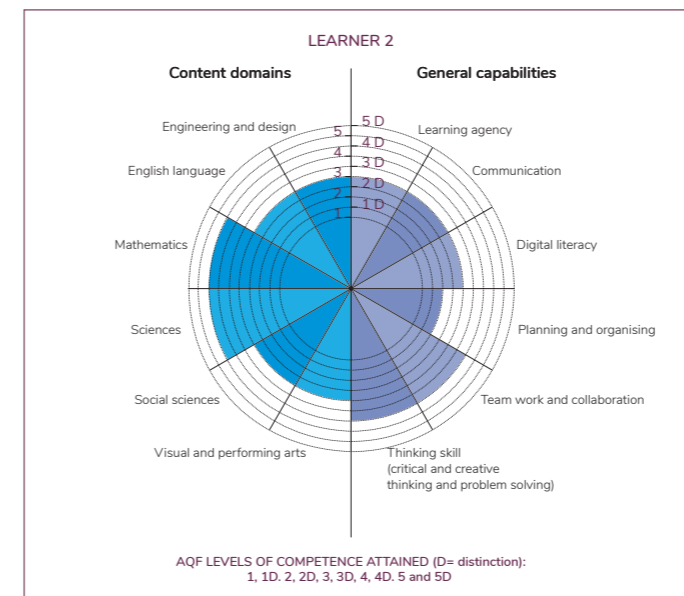 LEARNER 2
Content domains
General capabilities
5 D
5
4 D
4
3 D
3
2 D
2
1 D
1
Engineering and design
English language
Mathematics
Sciences
Social sciences
Visual and performing arts
Learning agency
Communication
Digital literacy
Planning and organising
Team work and collaboration
Thinking skill
(critical and creative
thinking and problem solving)
AQF LEVELS OF COMPETENCE ATTAINED (D= distinction):
1, 1D. 2, 2D, 3, 3D, 4, 4D. 5 and 5D